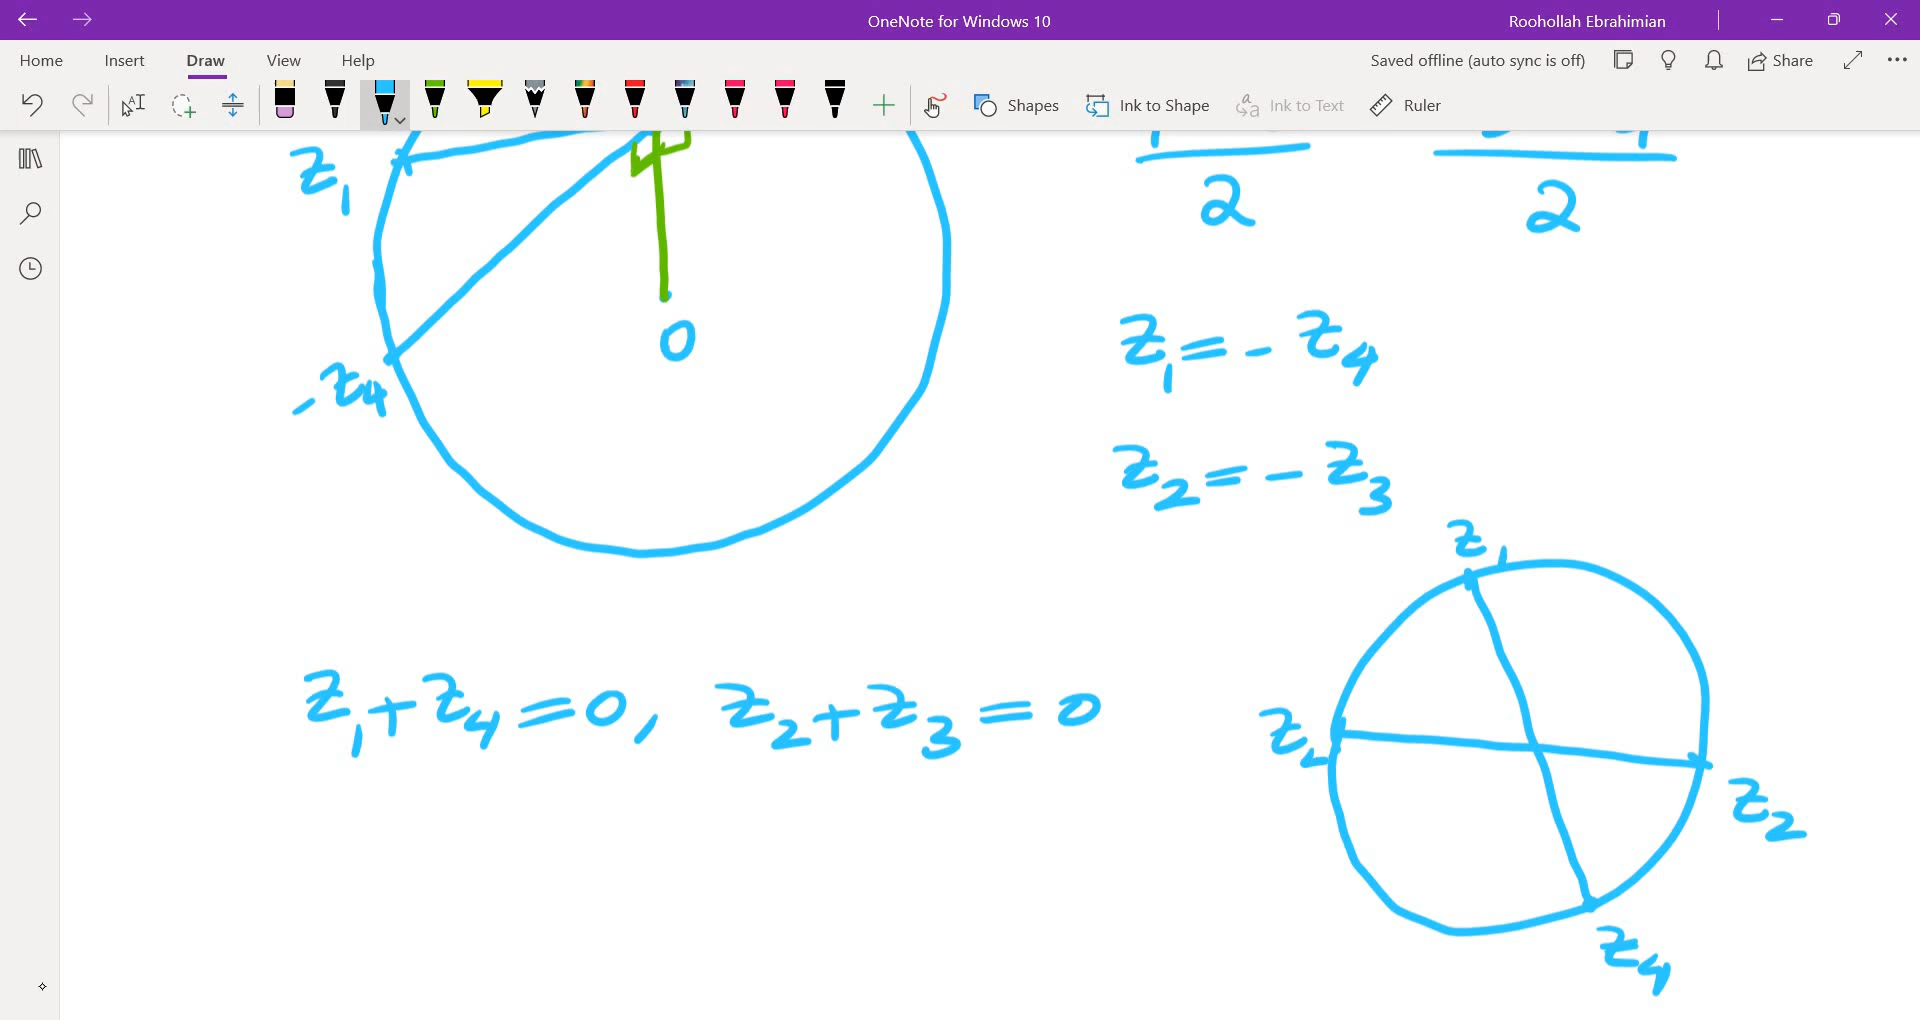 OneNote for Windows 10
Roohollah Ebrahimian
Home Insert Draw View Help
Saved offline (auto sync is off) Share
Shapes Ink to Shape Ink to Text Ruler
z₁
2 2
0
z₁ = - z₄
-z₄
z₂ = - z₃
z₁
z₁ + z₄ = 0, z₂ + z₃ = 0
z₂
z₂
z₄